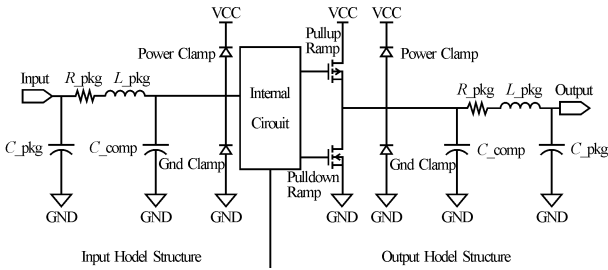 VCC
VCC
VCC
Pullup
Ramp
Power Clamp
Power Clamp
Input
R_pkg
L_pkg
Internal
Cirouit
R_pkg
L_pkg
Output
C_pkg
C_comp
Gnd Clamp
Pulldown
Ramp
Gnd Clamp
C_comp
C_pkg
GND
GND
GND
GND
GND
GND
GND
Input Hodel Structure
Output Hodel Structure